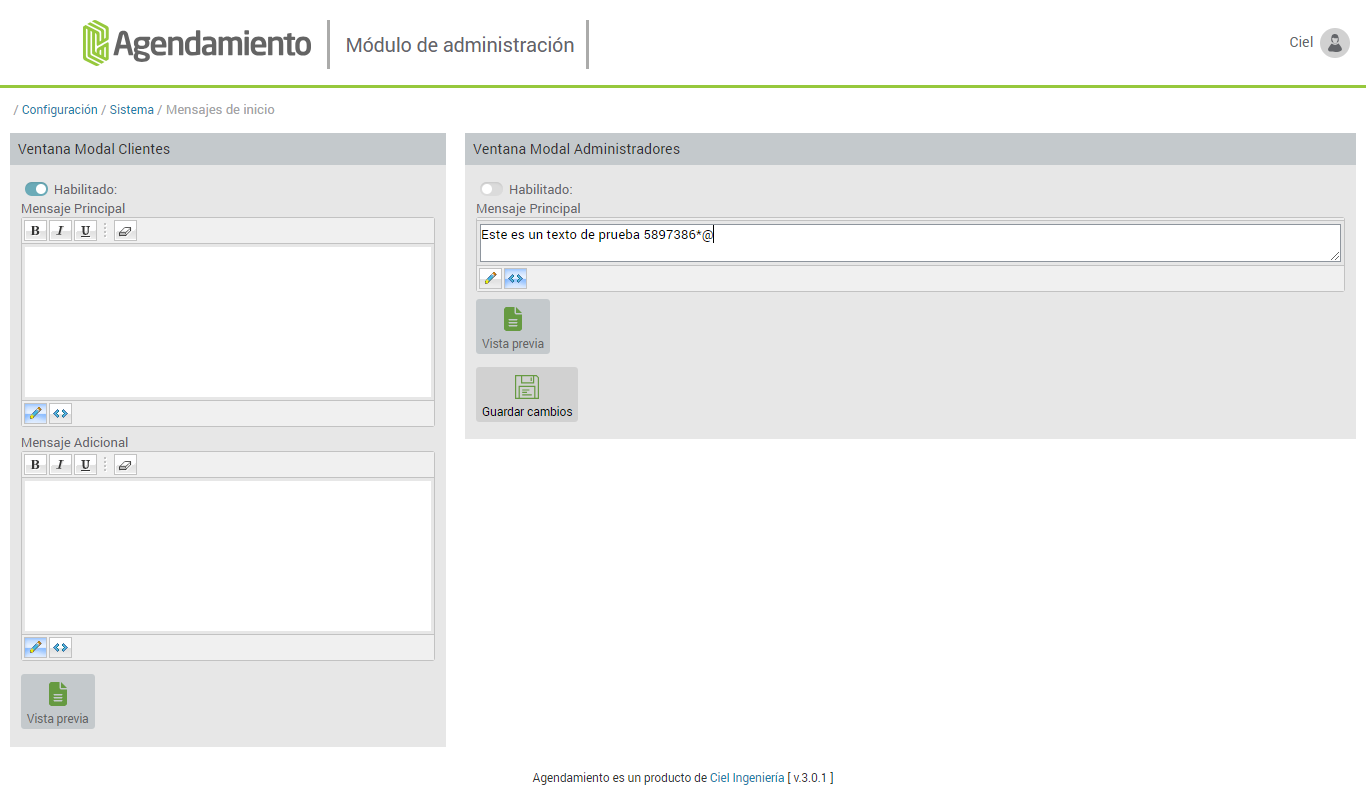 Agendamiento
Módulo de administración
Ciel
/ Configuración / Sistema / Mensajes de inicio
Ventana Modal Clientes
Habilitado:
Mensaje Principal
B I U
Mensaje Adicional
B I U
Vista previa
Ventana Modal Administradores
Habilitado:
Mensaje Principal
Este es un texto de prueba 5897386*@
Vista previa
Guardar cambios
Agendamiento es un producto de Ciel Ingeniería [ v.3.0.1 ]